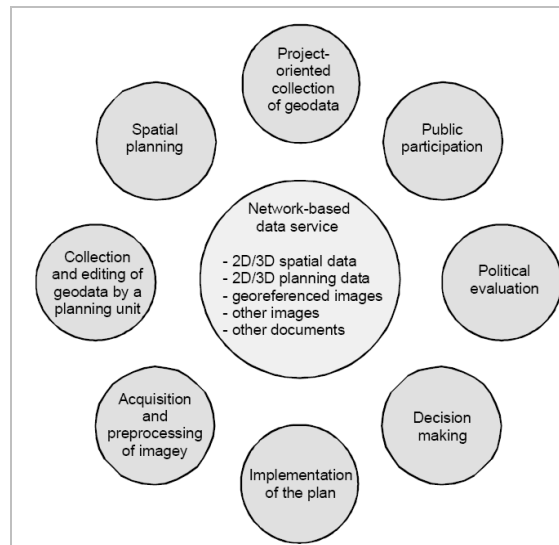 Project-
oriented
collection
of geodata
Spatial
planning
Public
participation
Network-based
data service
- 2D/3D spatial data
- 2D/3D planning data
- georeferenced images
- other images
- other documents
Collection
and editing of
geodata by a
planning unit
Political
evaluation
Acquisition
and
preprocessing
of imagey
Decision
making
Implementation
of the plan